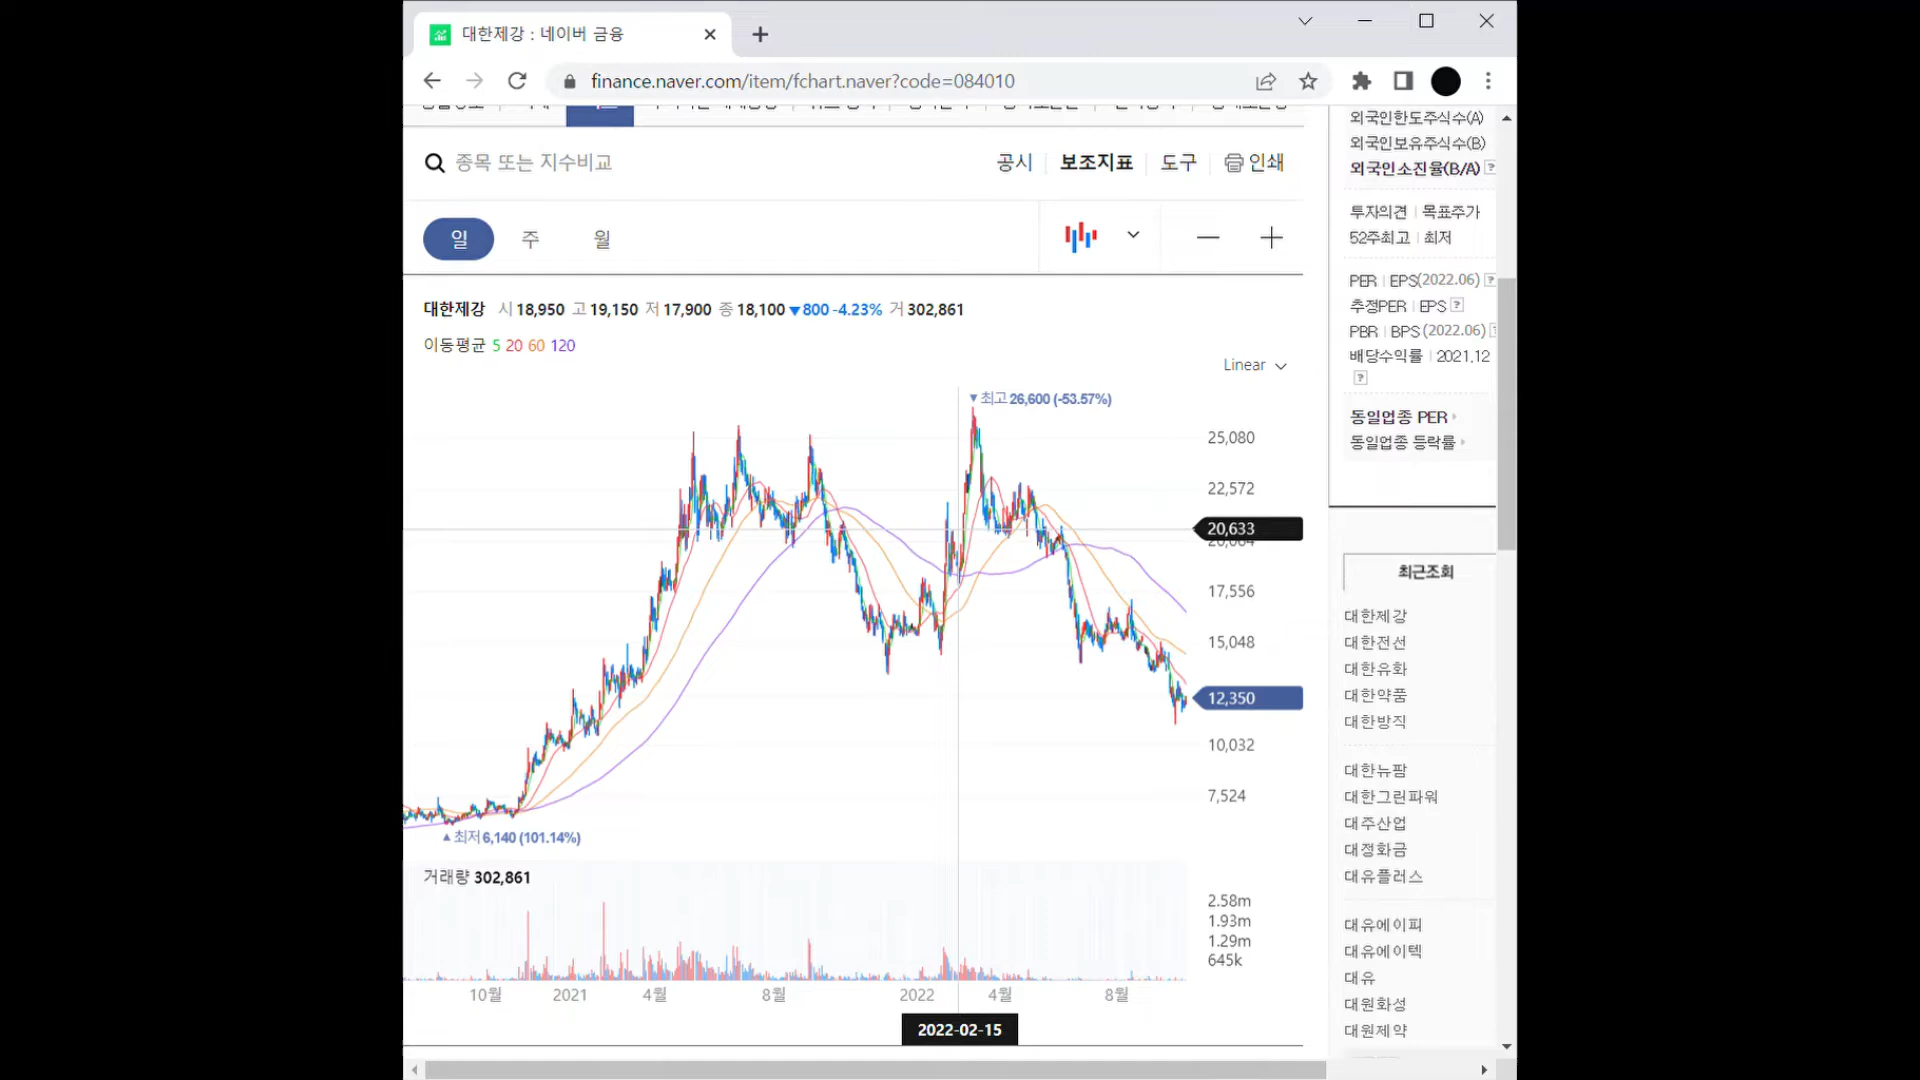 대한제강 : 네이버 금융
finance.naver.com/item/fchart.naver?code=084010
종목 또는 지수비교
공시 보조지표 도구 인쇄
일 주 월
대한제강 시 18,950 고 19,150 저 17,900 종 18,100 ▼800 -4.23% 거 302,861
이동평균 5 20 60 120
Linear
▼최고 26,600 (-53.57%)
25,080
22,572
20,633
17,556
15,048
12,350
10,032
7,524
▲최저 6,140 (101.14%)
거래량 302,861
2.58m
1.93m
1.29m
645k
10월 2021 4월 8월 2022 4월 8월
2022-02-15
외국인한도주식수(A)
외국인보유주식수(B)
외국인소진율(B/A) ?
투자의견 | 목표주가
52주최고 | 최저
PER | EPS(2022.06) ?
추정PER | EPS ?
PBR | BPS (2022.06)
배당수익률 | 2021.12
?
동일업종 PER
동일업종 등락률
최근조회
대한제강
대한전선
대한유화
대한약품
대한방직
대한뉴팜
대한그린파워
대주산업
대정화금
대유플러스
대유에이피
대유에이텍
대유
대원화성
대원제약